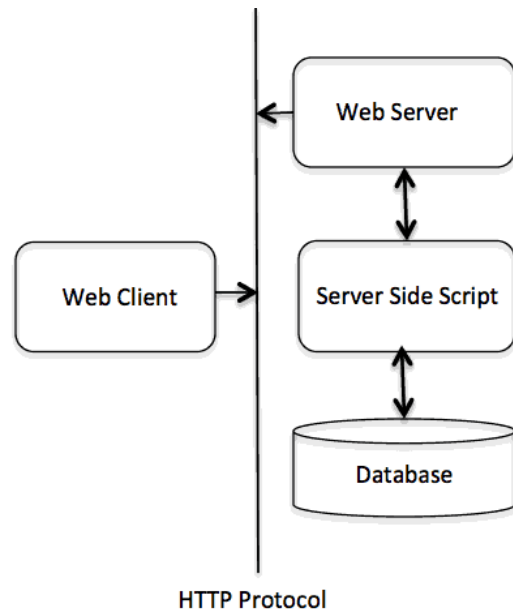 Web Server
Web Client
Server Side Script
Database
HTTP Protocol